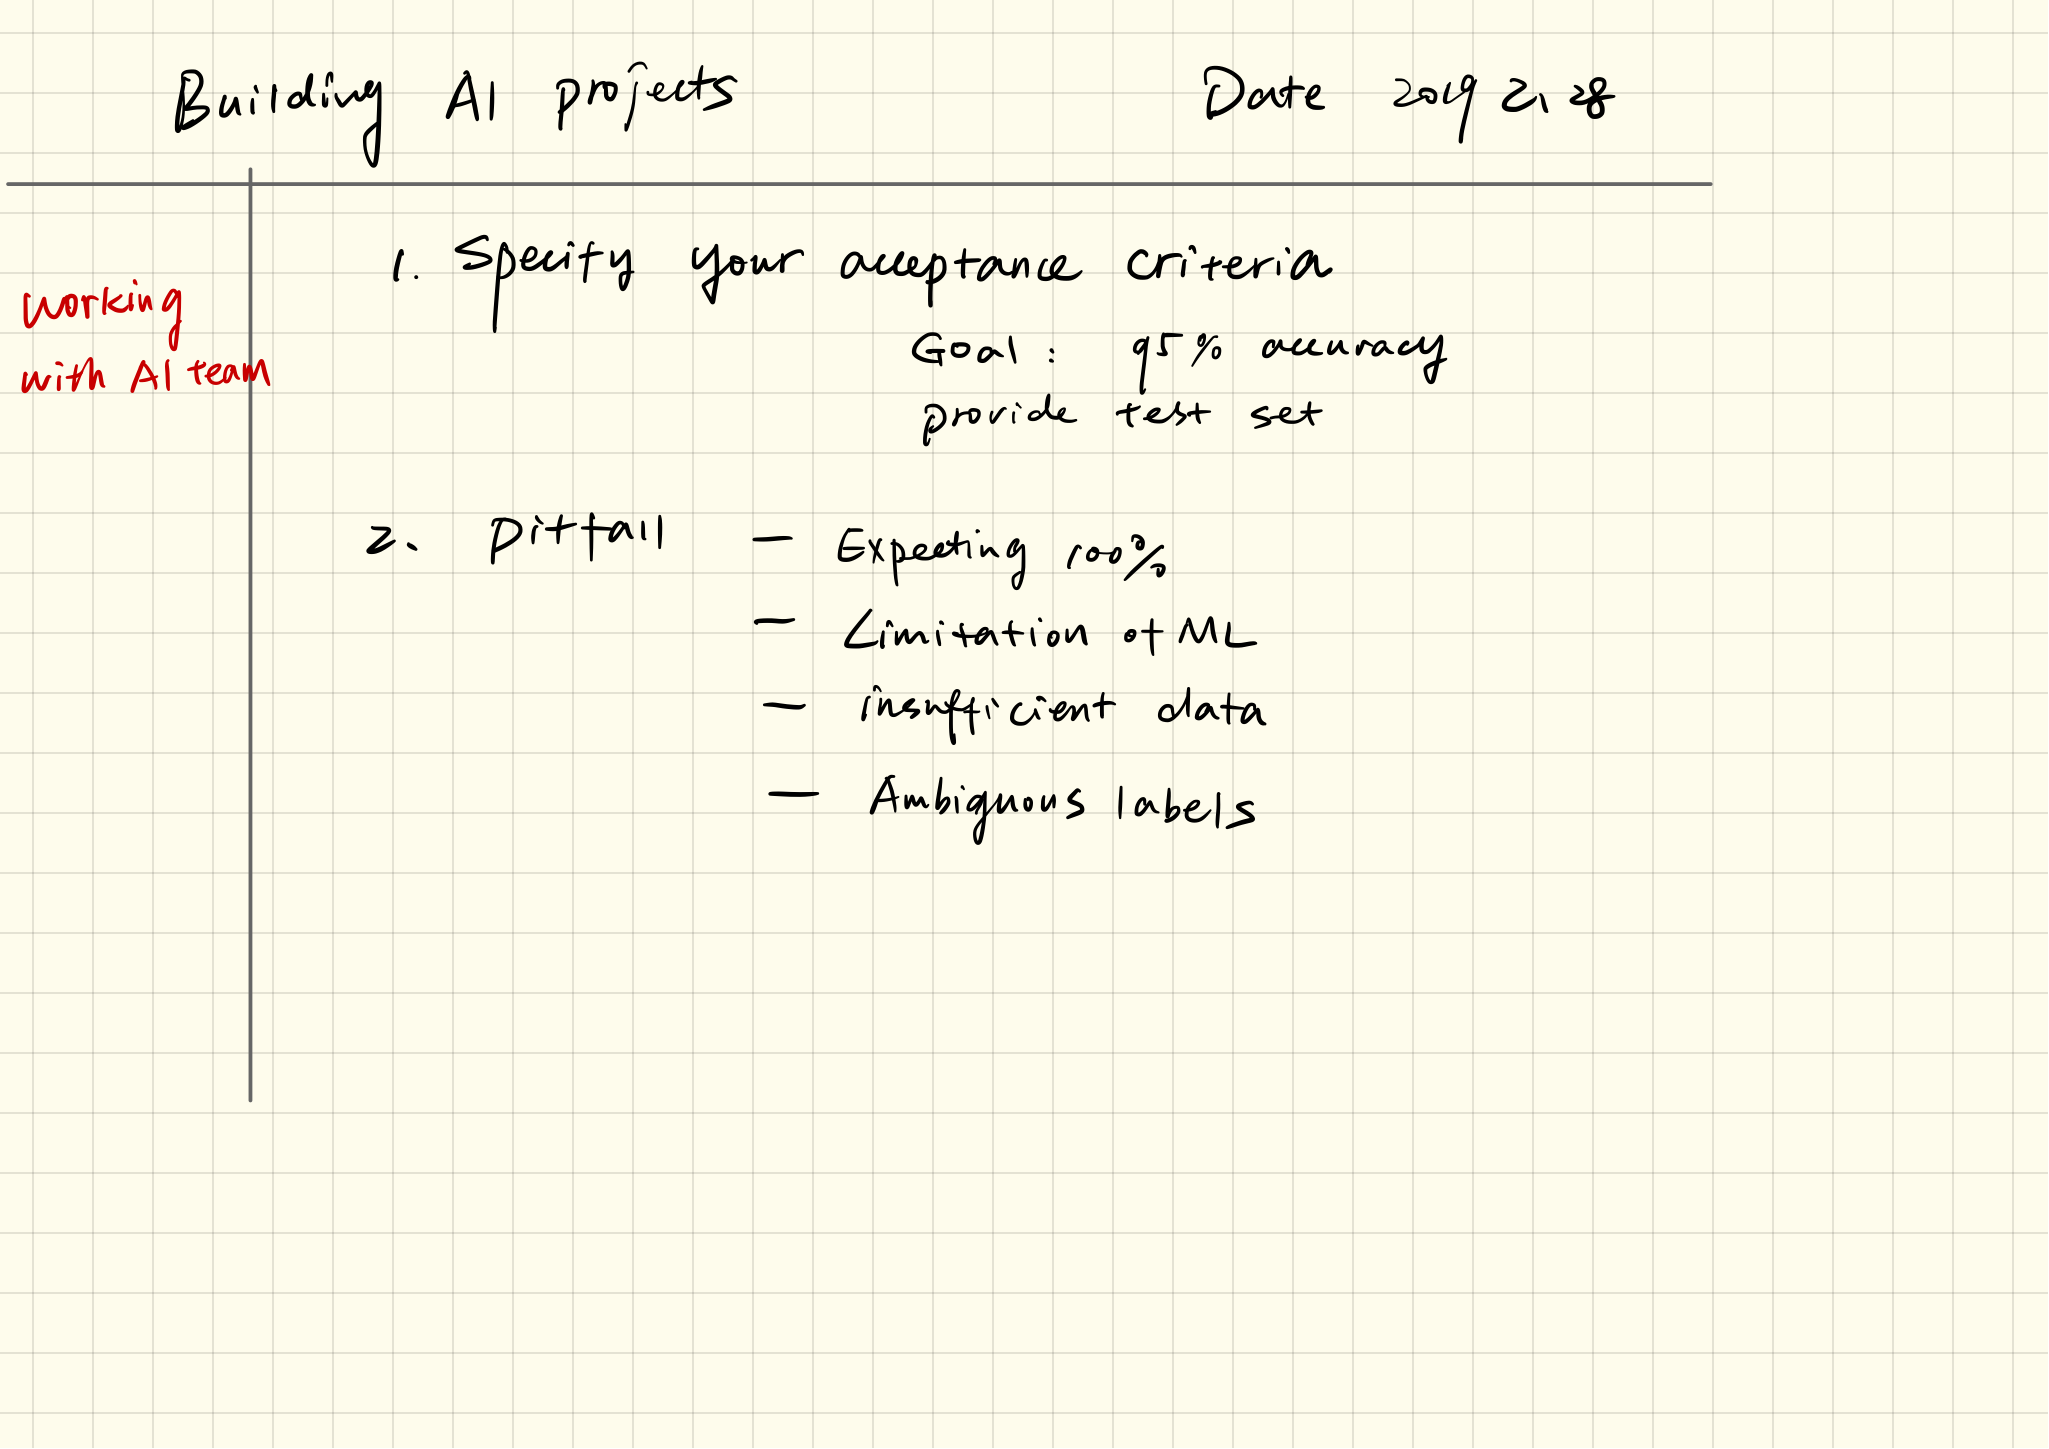 Building AI projects Date 2019 2, 28
working
with AI team
1. Specify your acceptance criteria
Goal: 95% accuracy
provide test set
2. pitfall — Expecting 100%
— Limitation of ML
— insufficient data
— Ambiguous labels